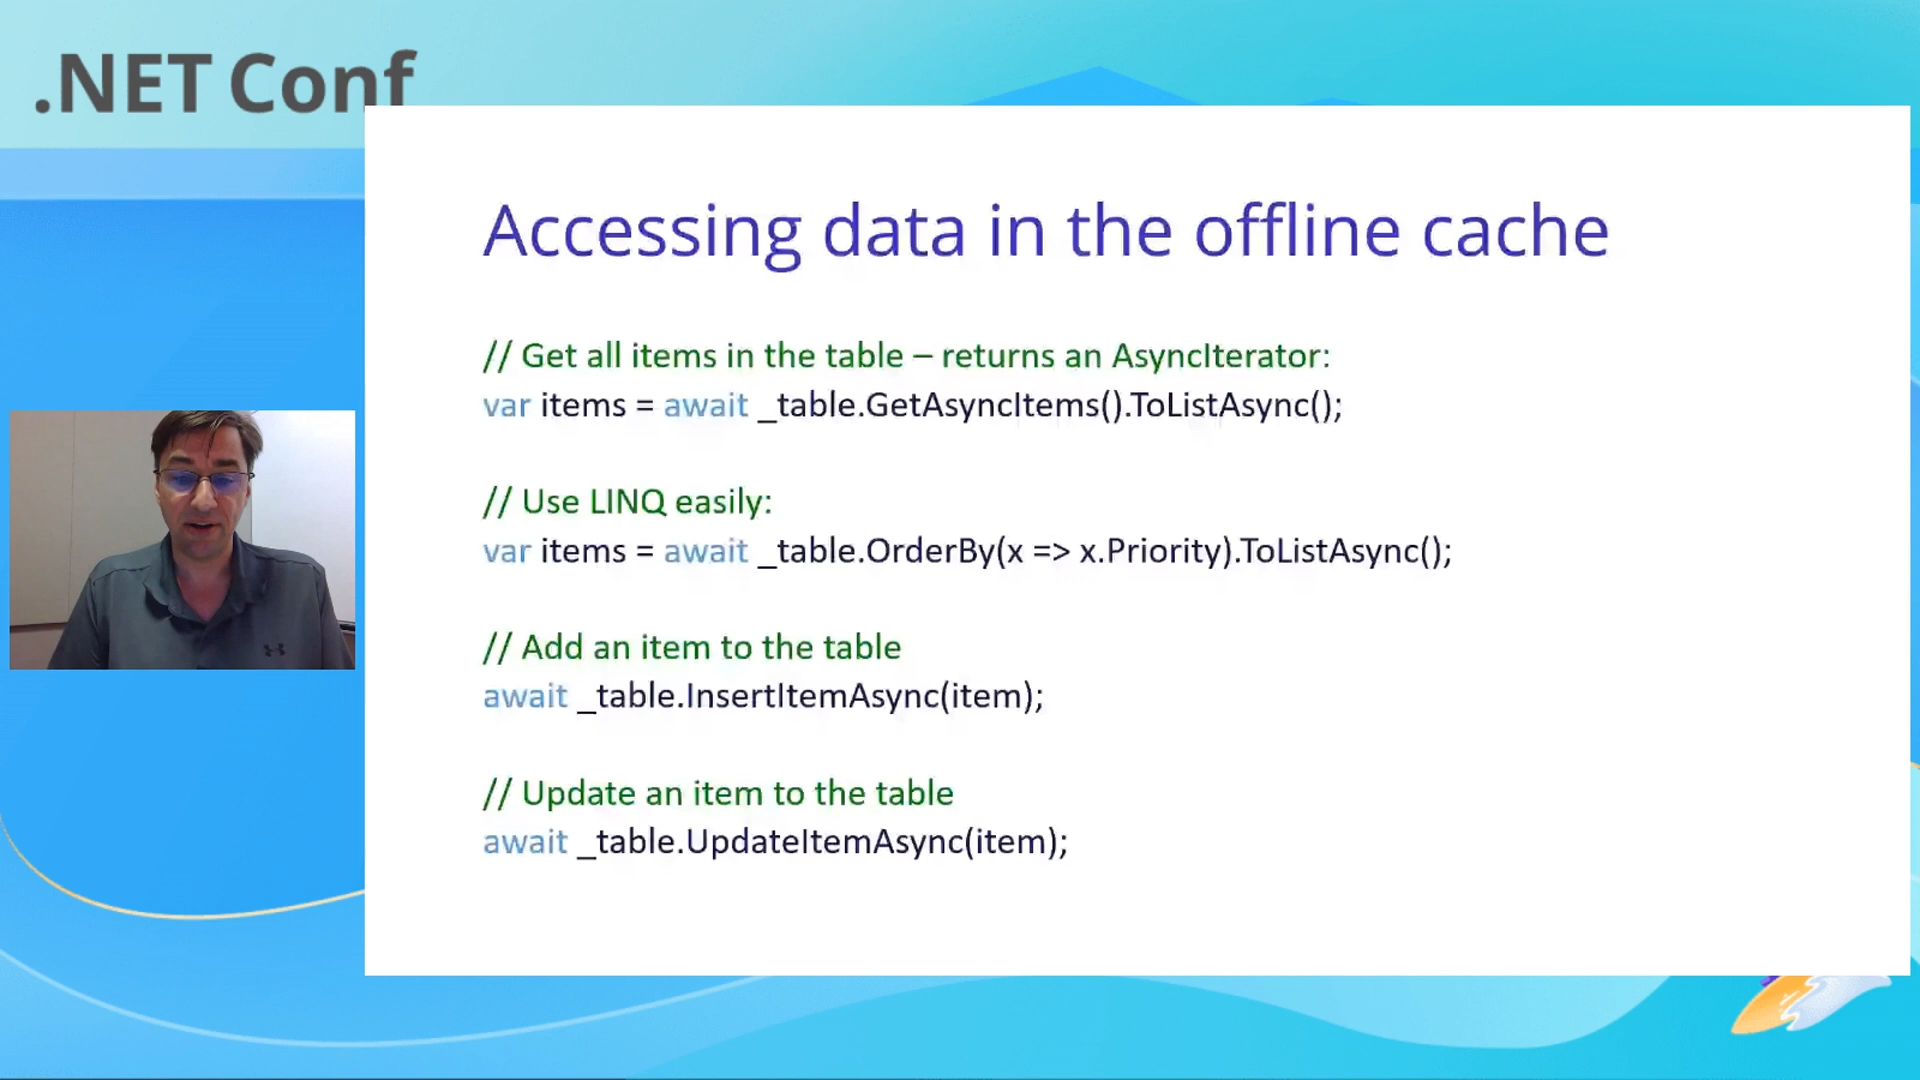 .NET Conf
Accessing data in the offline cache
// Get all items in the table – returns an AsyncIterator:
var items = await _table.GetAsyncItems().ToListAsync();
// Use LINQ easily:
var items = await _table.OrderBy(x => x.Priority).ToListAsync();
// Add an item to the table
await _table.InsertItemAsync(item);
// Update an item to the table
await _table.UpdateItemAsync(item);